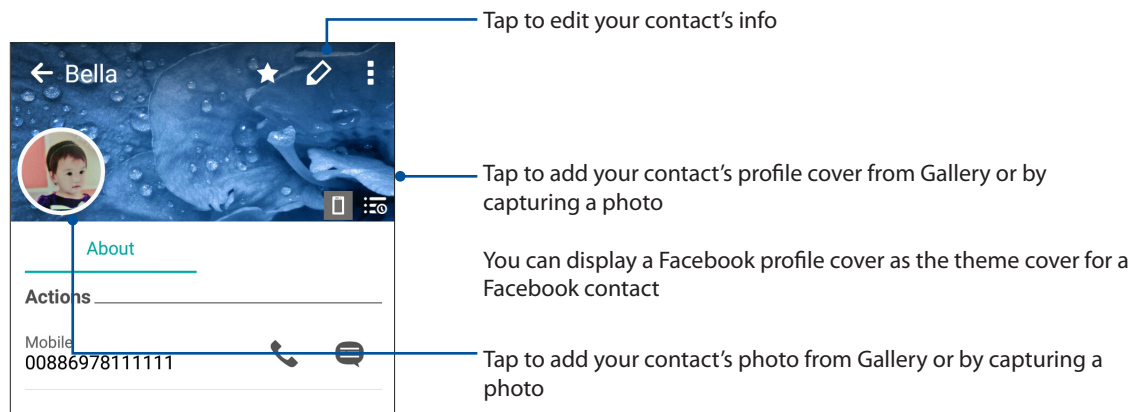 Tap to edit your contact’s info
Bella
Tap to add your contact’s profile cover from Gallery or by
capturing a photo
You can display a Facebook profile cover as the theme cover for a
Facebook contact
About
Actions
Mobile
00886978111111
Tap to add your contact’s photo from Gallery or by capturing a
photo